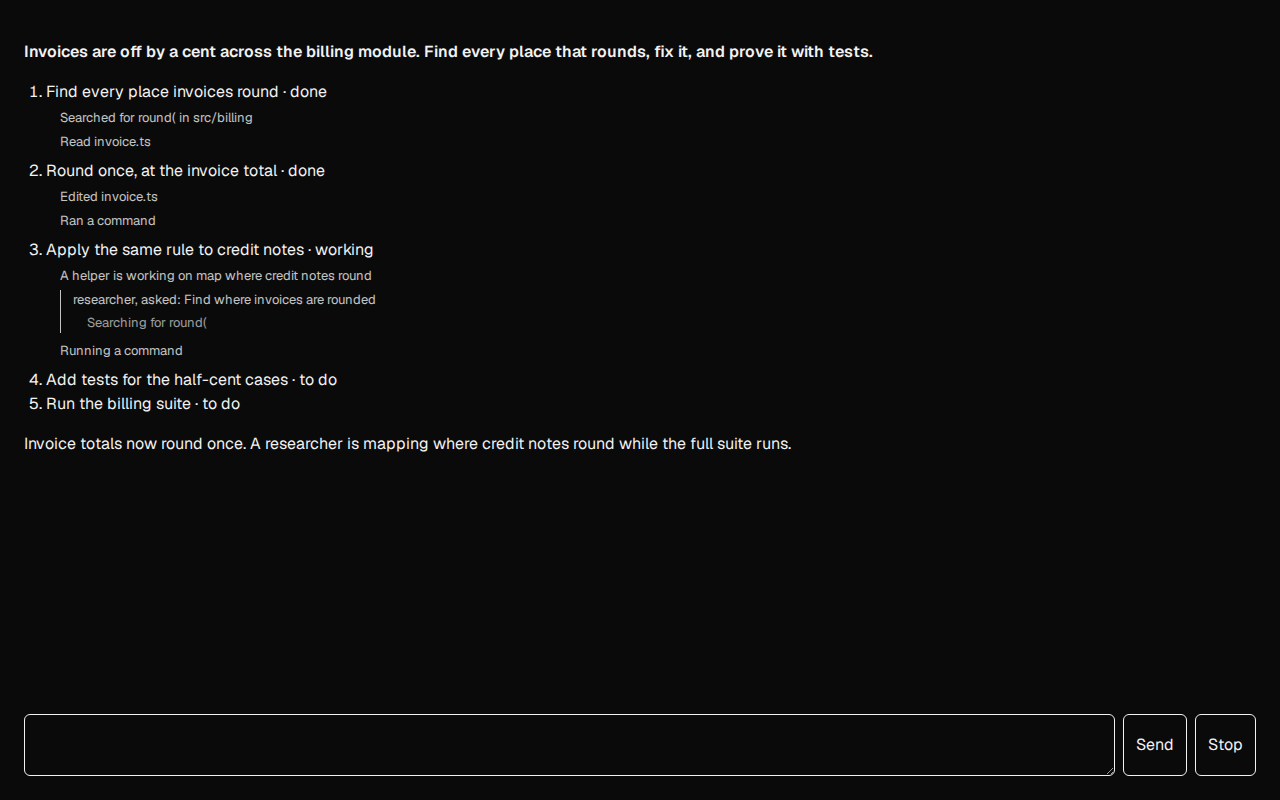 Invoices are off by a cent across the billing module. Find every place that rounds, fix it, and prove it with tests.
1. Find every place invoices round · done
Searched for round( in src/billing
Read invoice.ts
2. Round once, at the invoice total · done
Edited invoice.ts
Ran a command
3. Apply the same rule to credit notes · working
A helper is working on map where credit notes round
researcher, asked: Find where invoices are rounded
Searching for round(
Running a command
4. Add tests for the half-cent cases · to do
5. Run the billing suite · to do
Invoice totals now round once. A researcher is mapping where credit notes round while the full suite runs.
Send
Stop